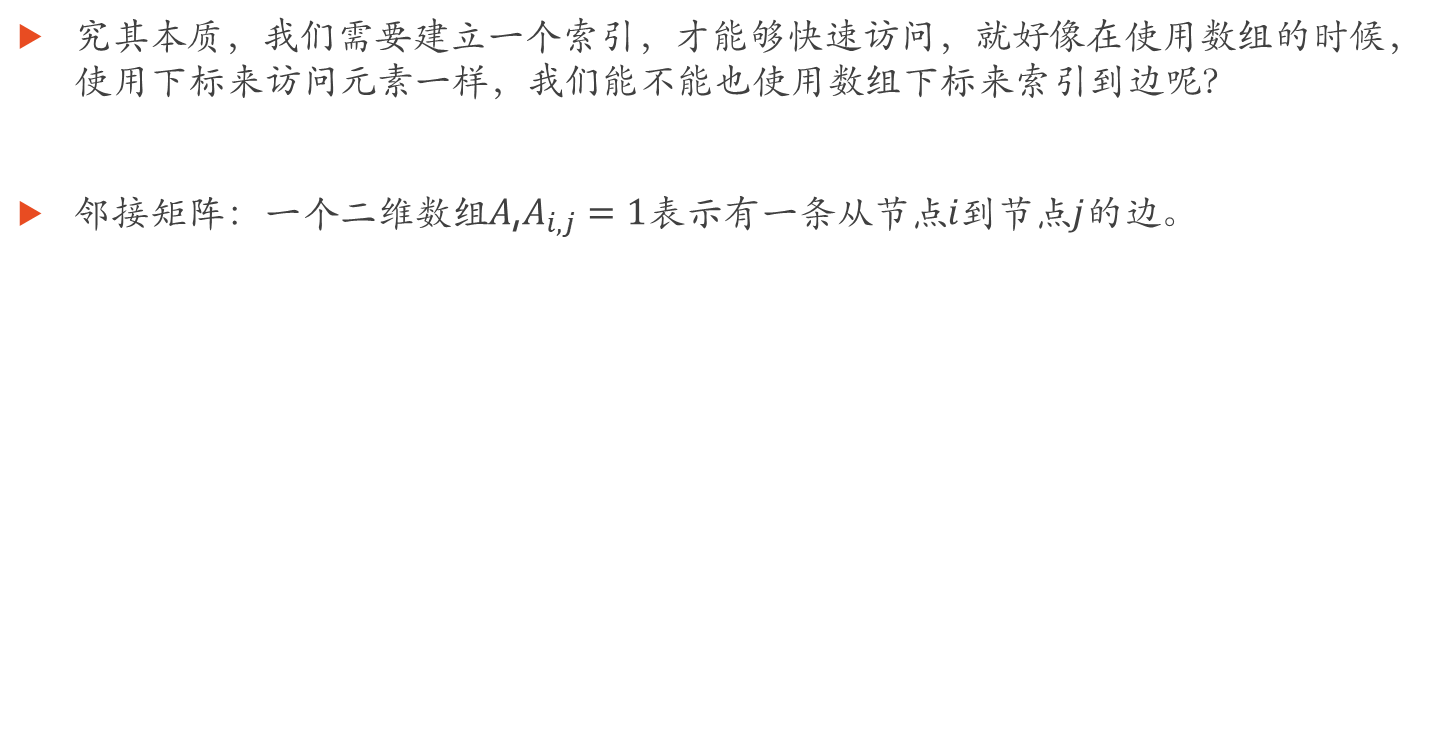 究其本质，我们需要建立一个索引，才能够快速访问，就好像在使用数组的时候，
使用下标来访问元素一样，我们能不能也使用数组下标来索引到边呢？
邻接矩阵：一个二维数组A,A_{i,j} = 1表示有一条从节点i到节点j的边。